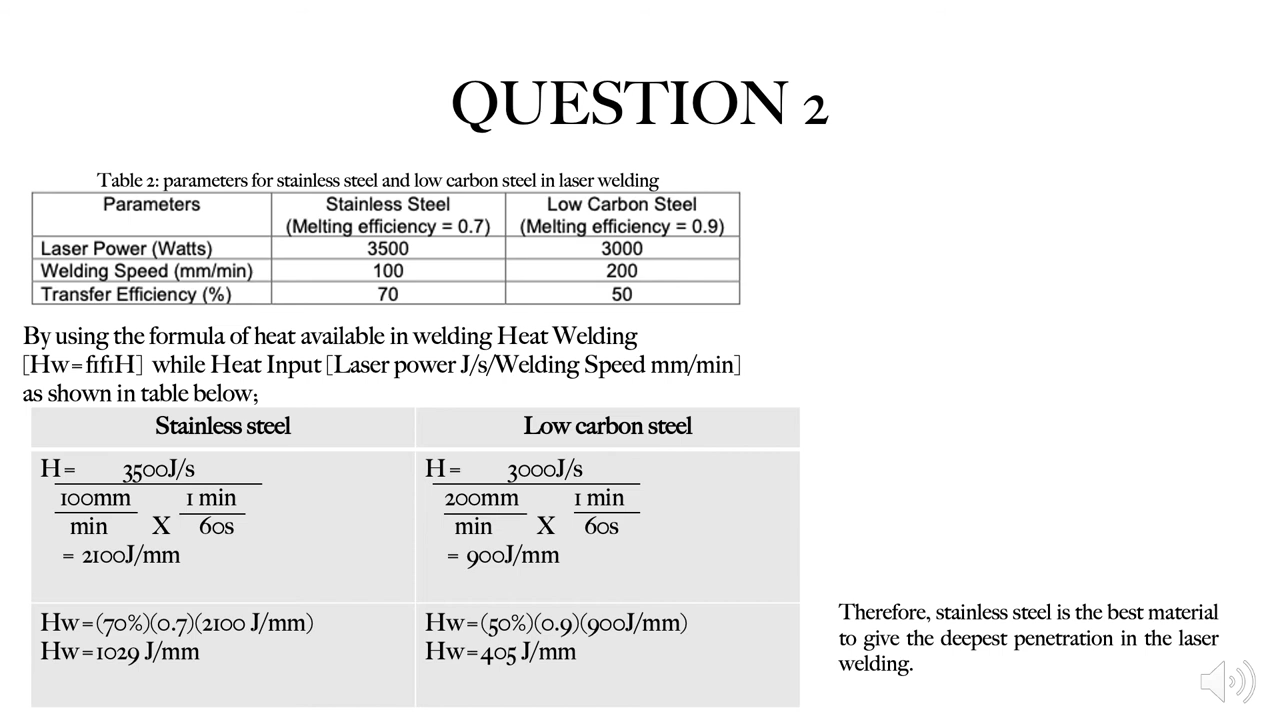 QUESTION 2
Table 2: parameters for stainless steel and low carbon steel in laser welding
Parameters Stainless Steel (Melting efficiency = 0.7) Low Carbon Steel (Melting efficiency = 0.9)
Laser Power (Watts) 3500 3000
Welding Speed (mm/min) 100 200
Transfer Efficiency (%) 70 50
By using the formula of heat available in welding Heat Welding
[Hw=f1f1H] while Heat Input [Laser power J/s/Welding Speed mm/min]
as shown in table below;
Stainless steel Low carbon steel
H= 3500J/s
100mm 1 min
min X 60s
= 2100J/mm
H= 3000J/s
200mm 1 min
min X 60s
= 900J/mm
Hw=(70%)(0.7)(2100 J/mm)
Hw=1029 J/mm
Hw=(50%)(0.9)(900J/mm)
Hw=405 J/mm
Therefore, stainless steel is the best material
to give the deepest penetration in the laser
welding.